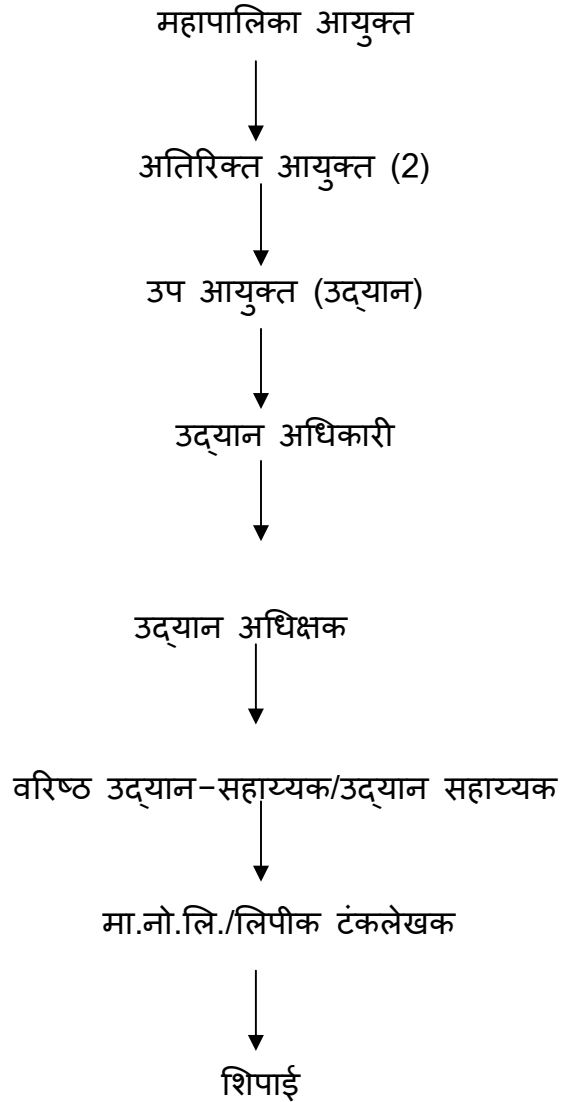 महापालिका आयुक्त
अतिरिक्त आयुक्त (2)
उप आयुक्त (उद्‌यान)
उद्‌यान अधिकारी
उद्‌यान अधिक्षक
वरिष्ठ उद्‌यान-सहाय्यक/उद्‌यान सहाय्यक
मा.नो.लि./लिपीक टंकलेखक
शिपाई